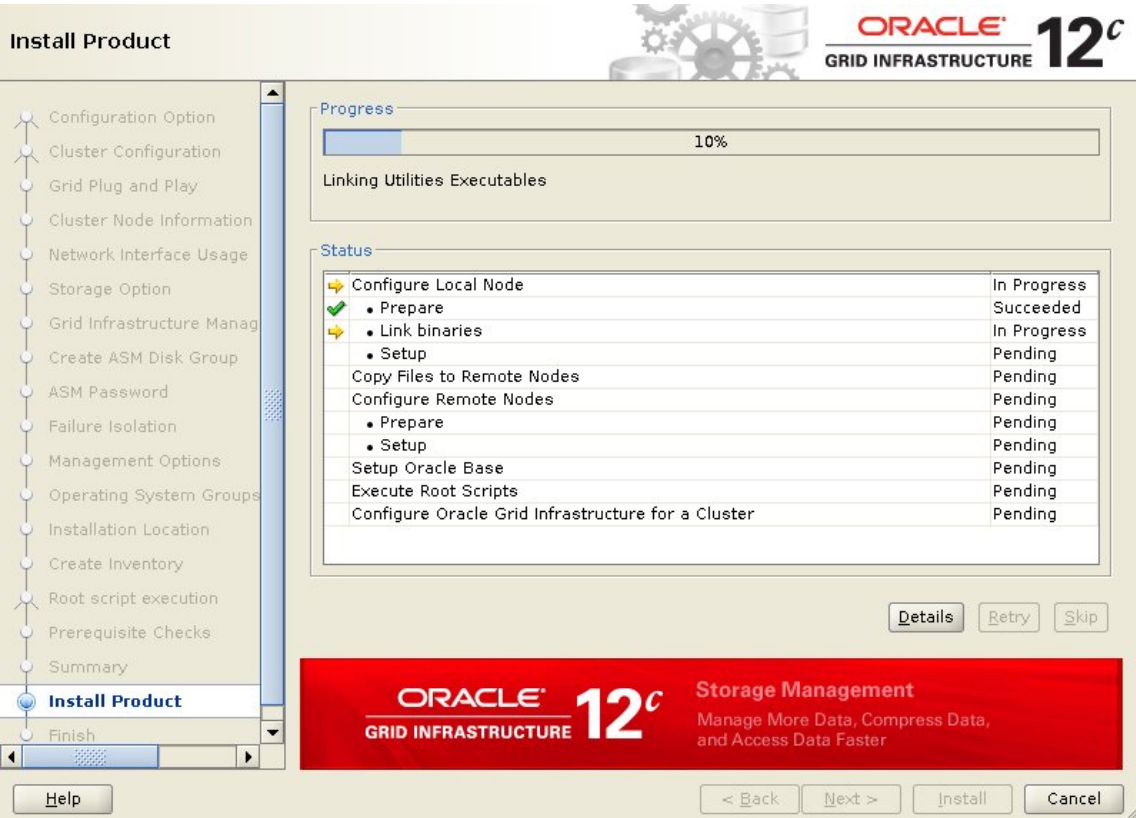 Install Product
ORACLE
GRID INFRASTRUCTURE
12c
Configuration Option
Cluster Configuration
Grid Plug and Play
Cluster Node Information
Network Interface Usage
Storage Option
Grid Infrastructure Manag
Create ASM Disk Group
ASM Password
Failure Isolation
Management Options
Operating System Groups
Installation Location
Create Inventory
Root script execution
Prerequisite Checks
Summary
Install Product
Finish
Progress
10%
Linking Utilities Executables
Status
Configure Local Node In Progress
• Prepare Succeeded
• Link binaries In Progress
• Setup Pending
Copy Files to Remote Nodes Pending
Configure Remote Nodes Pending
• Prepare Pending
• Setup Pending
Setup Oracle Base Pending
Execute Root Scripts Pending
Configure Oracle Grid Infrastructure for a Cluster Pending
Details Retry Skip
ORACLE
GRID INFRASTRUCTURE
12c
Storage Management
Manage More Data, Compress Data,
and Access Data Faster
Help < Back Next > Install Cancel